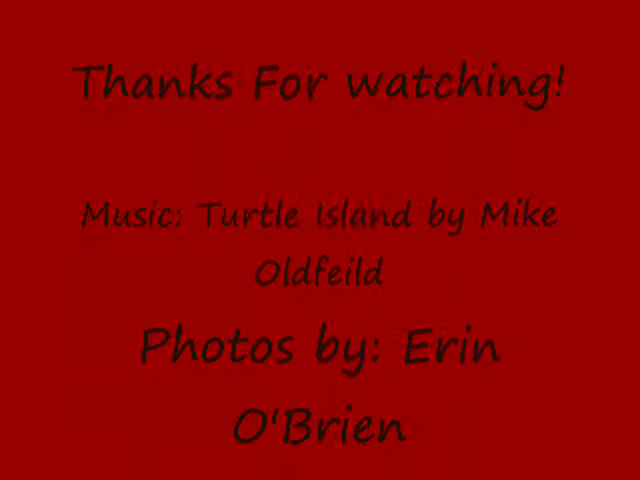 Thanks For watching!
Music: Turtle Island by Mike
Oldfeild
Photos by: Erin
O'Brien